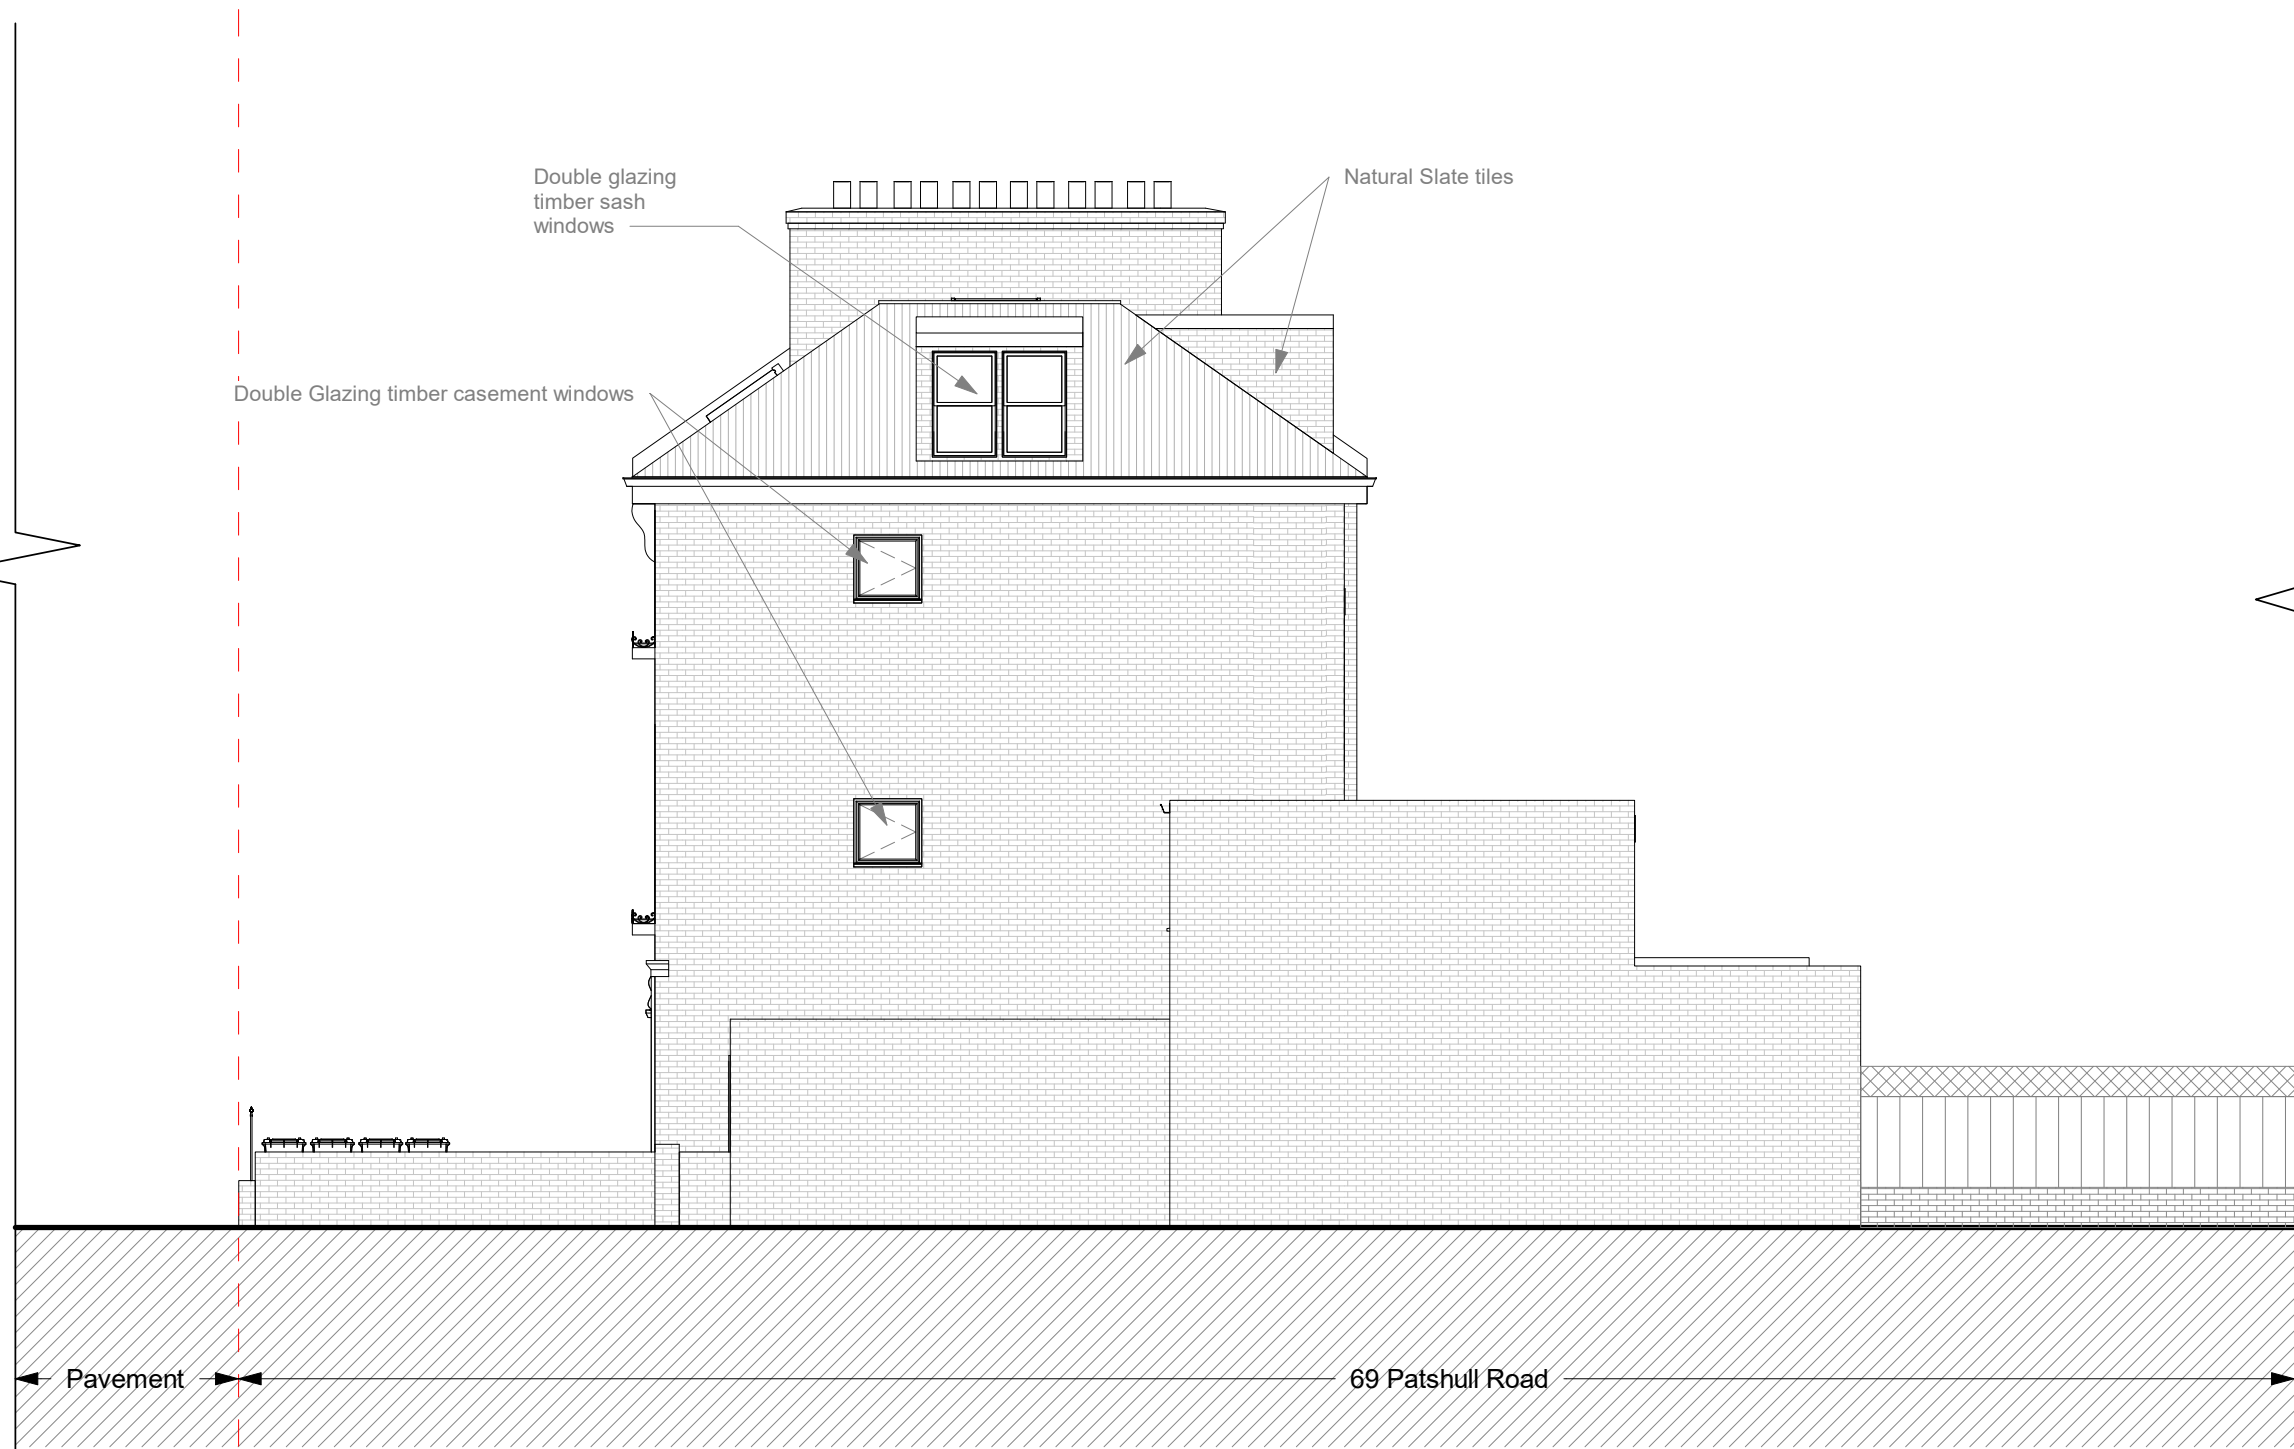 Double glazing
timber sash
windows
Natural Slate tiles
Double Glazing timber casement windows
Pavement
69 Patshull Road